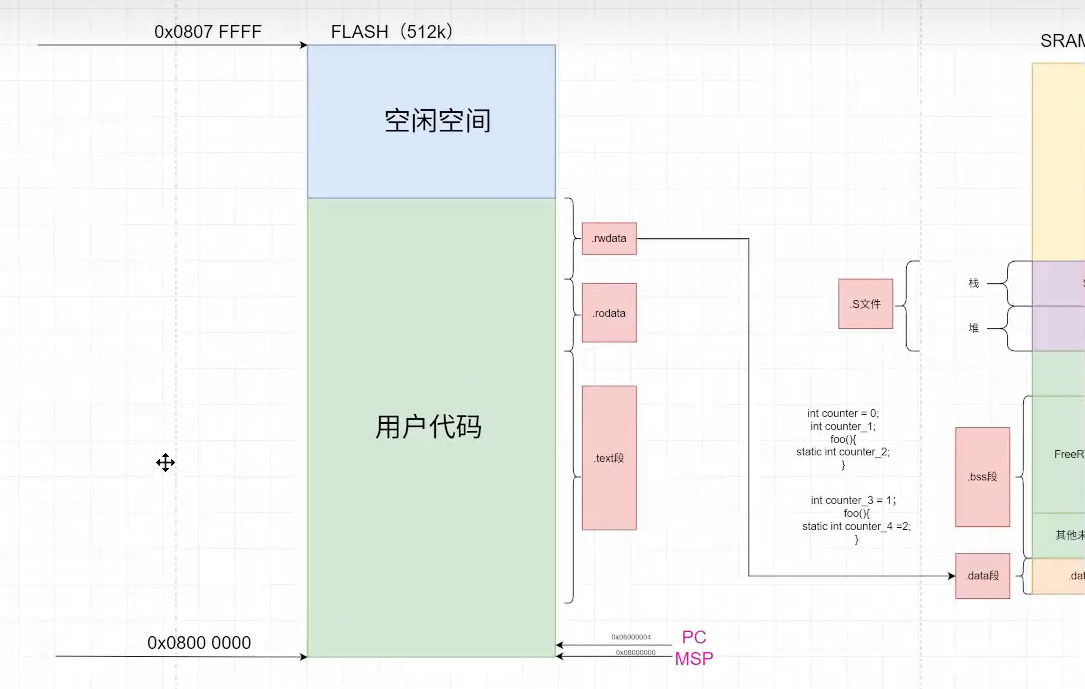 0x0807 FFFF
FLASH（512k）
SRAM
空闲空间
.rwdata
.rodata
.S文件
栈
堆
用户代码
.text段
int counter = 0;
int counter_1;
foo(){
static int counter_2;
}
int counter_3 = 1;
foo(){
static int counter_4 =2;
}
.bss段
FreeR
其他未
.data段
.dat
0x0800 0000
0x08000004
PC
0x08000000
MSP